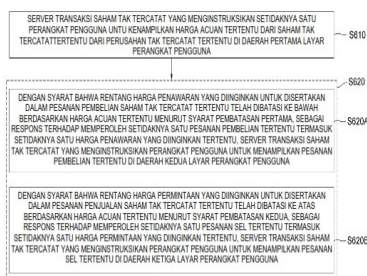 SERVER TRANSAKSI SAHAM TAK TERCATAT YANG MENGINSTRUKSIKAN SETIDAKNYA SATU
PERANGKAT PENGGUNA UNTU KENAMPILKAN HARGA ACUAN TERTENTU DARI SAHAM TAK
TERCATATTERTENTU DARI PERUSAHAN TAK TERCATAT TERTENTU DI DAERAH PERTAMA LAYAR
PERANGKAT PENGGUNA
S610
S620
DENGAN SYARAT BAHWA RENTANG HARGA PENAWARAN YANG DIINGINKAN UNTUK DISERTAKAN
DALAM PESANAN PEMBELIAN SAHAM TAK TERCATAT TERTENTU TELAH DIBATASI KE BAWAH
BERDASARKAN HARGA ACUAN TERTENTU MENURUT SYARAT PEMBATASAN PERTAMA, SEBAGAI
RESPONS TERHADAP MEMPEROLEH SETIDAKNYA SATU PESANAN PEMBELIAN TERTENTU TERMASUK
SETIDAKNYA SATU HARGA PENAWARAN YANG DIINGINKAN TERTENTU, SERVER TRANSAKSI SAHAM
TAK TERCATAT YANG MENGINSTRUKSIKAN PERANGKAT PENGGUNA UNTUK MENAMPILKAN PESANAN
PEMBELIAN TERTENTU DI DAERAH KEDUA LAYAR PERANGKAT PENGGUNA
S620A
DENGAN SYARAT BAHWA RENTANG HARGA PERMINTAAN YANG DIINGINKAN UNTUK DISERTAKAN
DALAM PESANAN PENJUALAN SAHAM TAK TERCATAT TERTENTU TELAH DIBATASI KE ATAS
BERDASARKAN HARGA ACUAN TERTENTU MENURUT SYARAT PEMBATASAN KEDUA, SEBAGAI
RESPONS TERHADAP MEMPEROLEH SETIDAKNYA SATU PESANAN SEL TERTENTU TERMASUK
SETIDAKNYA SATU HARGA PERMINTAAN YANG DIINGINKAN TERTENTU, SERVER TRANSAKSI SAHAM
TAK TERCATAT YANG MENGINSTRUKSIKAN PERANGKAT PENGGUNA UNTUK MENAMPILKAN PESANAN
SEL TERTENTU DI DAERAH KETIGA LAYAR PERANGKAT PENGGUNA
S620B